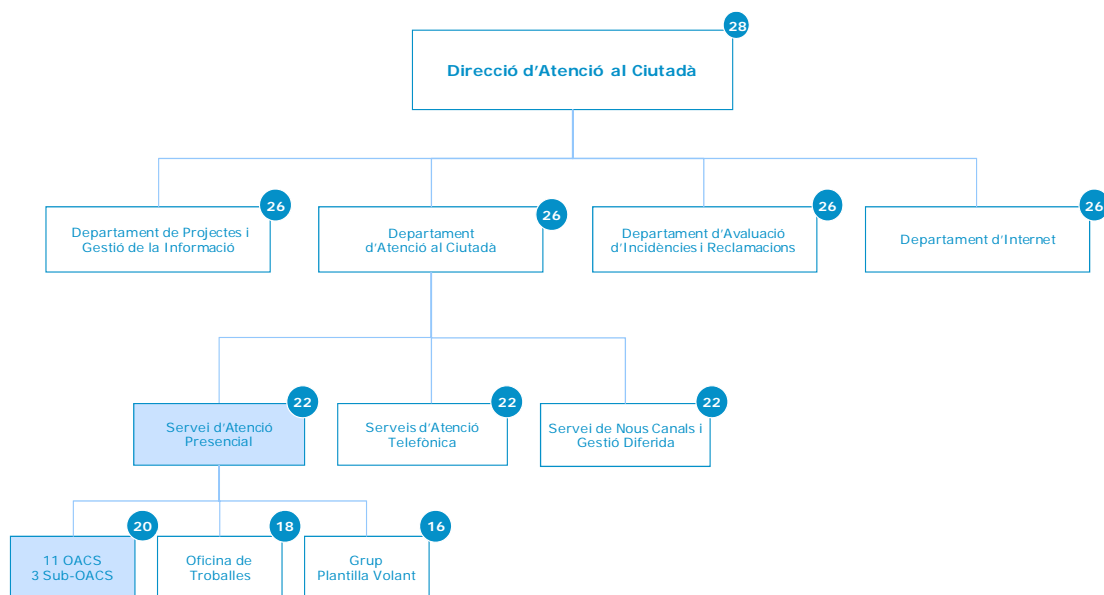 28
Direcció d'Atenció al Ciutadà
26
Departament de Projectes i
Gestió de la Informació
26
Departament
d'Atenció al Ciutadà
26
Departament d'Avaluació
d'Incidències i Reclamacions
26
Departament d'Internet
22
Servei d'Atenció
Presencial
22
Serveis d'Atenció
Telefònica
22
Servei de Nous Canals i
Gestió Diferida
20
11 OACS
3 Sub-OACS
18
Oficina de
Troballes
16
Grup
Plantilla Volant